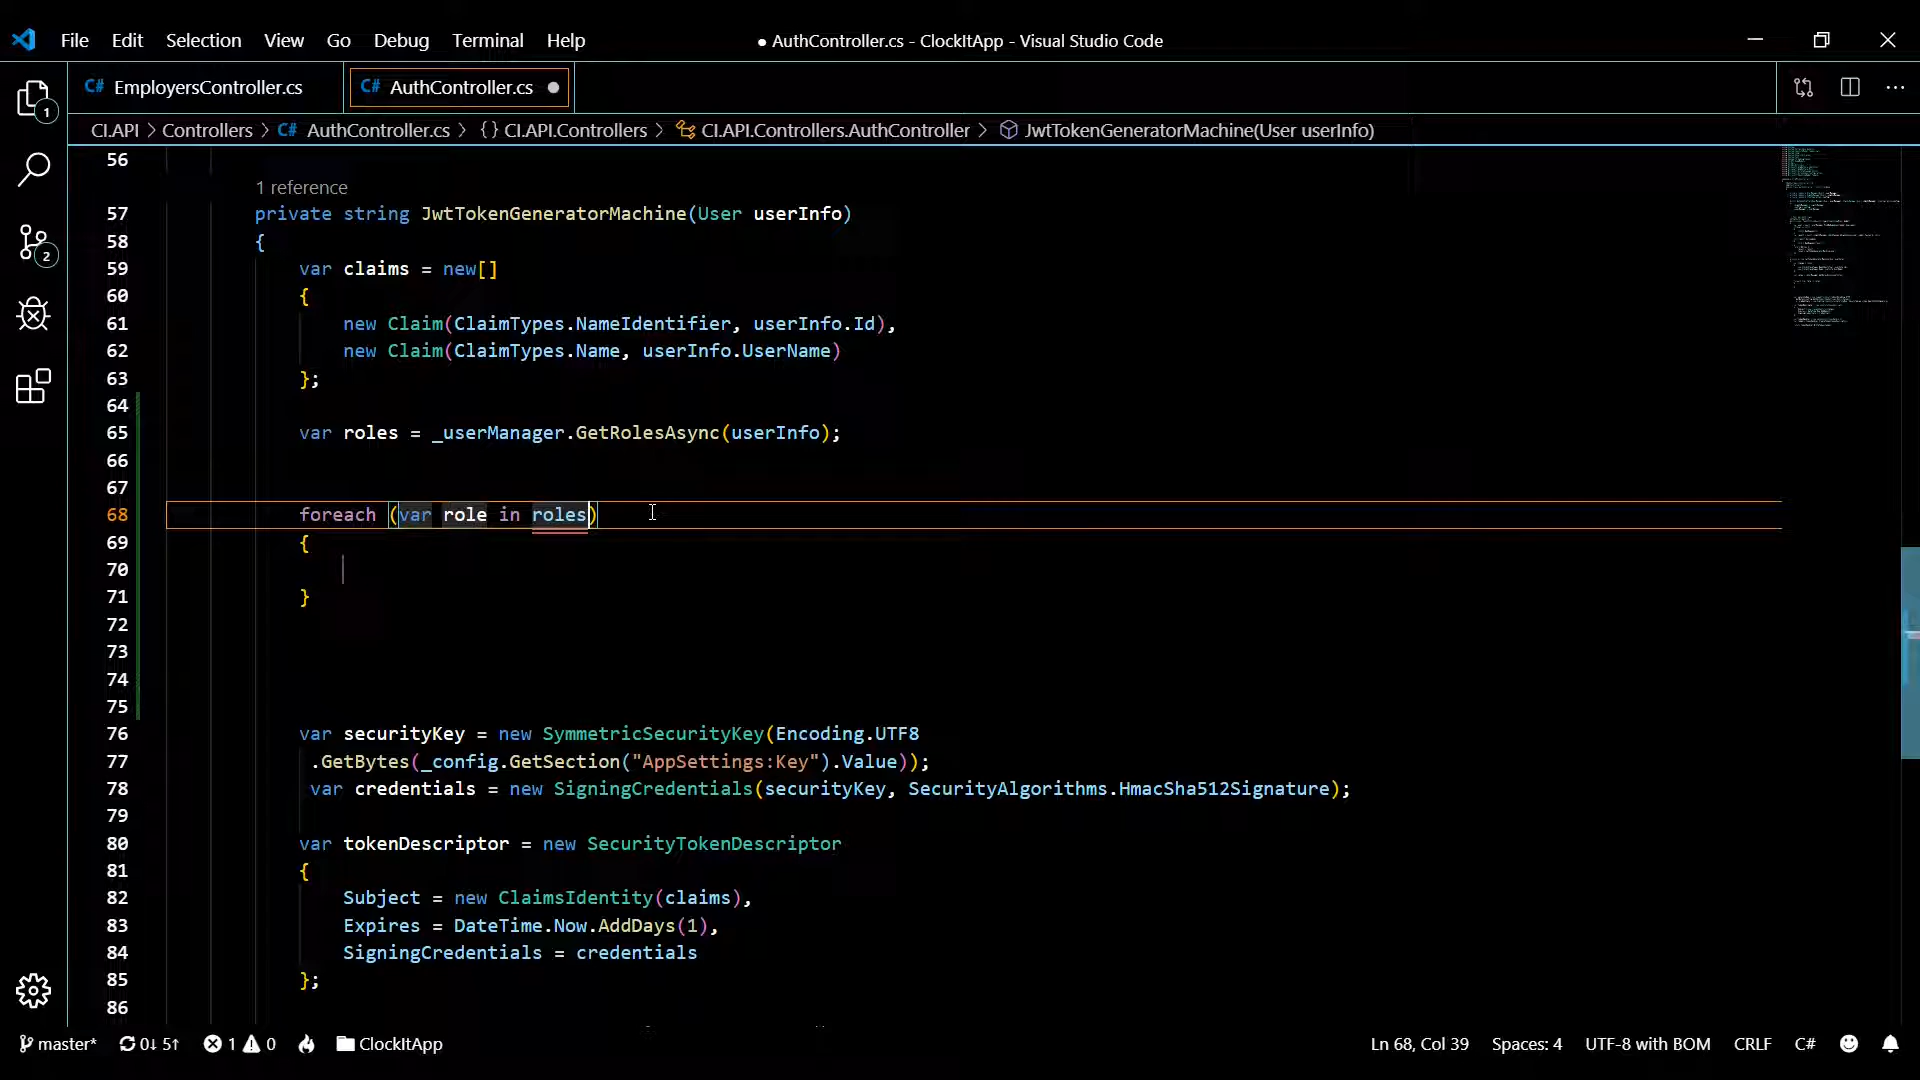 File Edit Selection View Go Debug Terminal Help ● AuthController.cs - ClockItApp - Visual Studio Code
C# EmployersController.cs C# AuthController.cs ●
CI.API > Controllers > C# AuthController.cs > {} CI.API.Controllers > CI.API.Controllers.AuthController > JwtTokenGeneratorMachine(User userInfo)
1
2
56
1 reference
57 private string JwtTokenGeneratorMachine(User userInfo)
58 {
59 var claims = new[]
60 {
61 new Claim(ClaimTypes.NameIdentifier, userInfo.Id),
62 new Claim(ClaimTypes.Name, userInfo.UserName)
63 };
64
65 var roles = _userManager.GetRolesAsync(userInfo);
66
67
68 foreach (var role in roles)
69 {
70
71 }
72
73
74
75
76 var securityKey = new SymmetricSecurityKey(Encoding.UTF8
77 .GetBytes(_config.GetSection("AppSettings:Key").Value));
78 var credentials = new SigningCredentials(securityKey, SecurityAlgorithms.HmacSha512Signature);
79
80 var tokenDescriptor = new SecurityTokenDescriptor
81 {
82 Subject = new ClaimsIdentity(claims),
83 Expires = DateTime.Now.AddDays(1),
84 SigningCredentials = credentials
85 };
86
master* 0↓ 5↑ 1 0 ClockItApp Ln 68, Col 39 Spaces: 4 UTF-8 with BOM CRLF C#